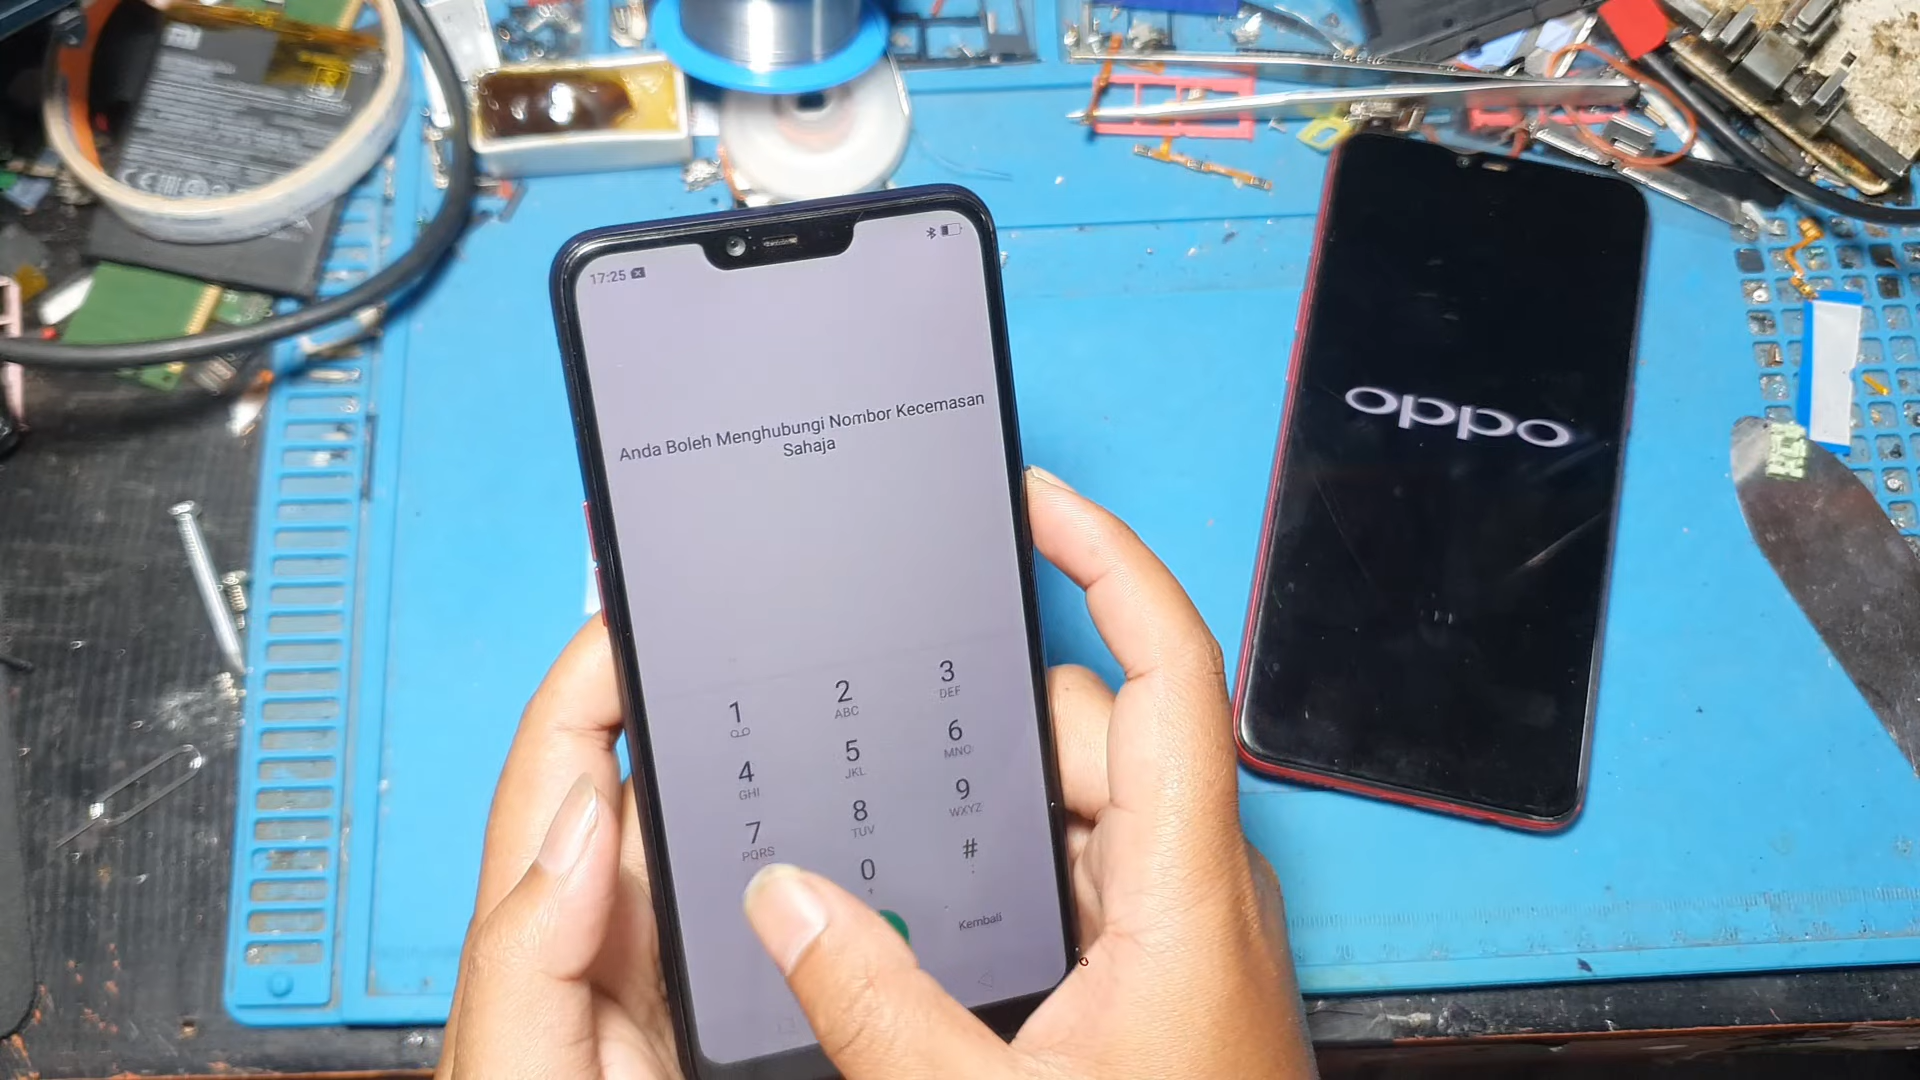 17:25
Anda Boleh Menghubungi Nombor Kecemasan
Sahaja
1
2 ABC
3 DEF
4 GHI
5 JKL
6 MNO
7 PQRS
8 TUV
9 WXYZ
0 +
#
Kembali
oppo